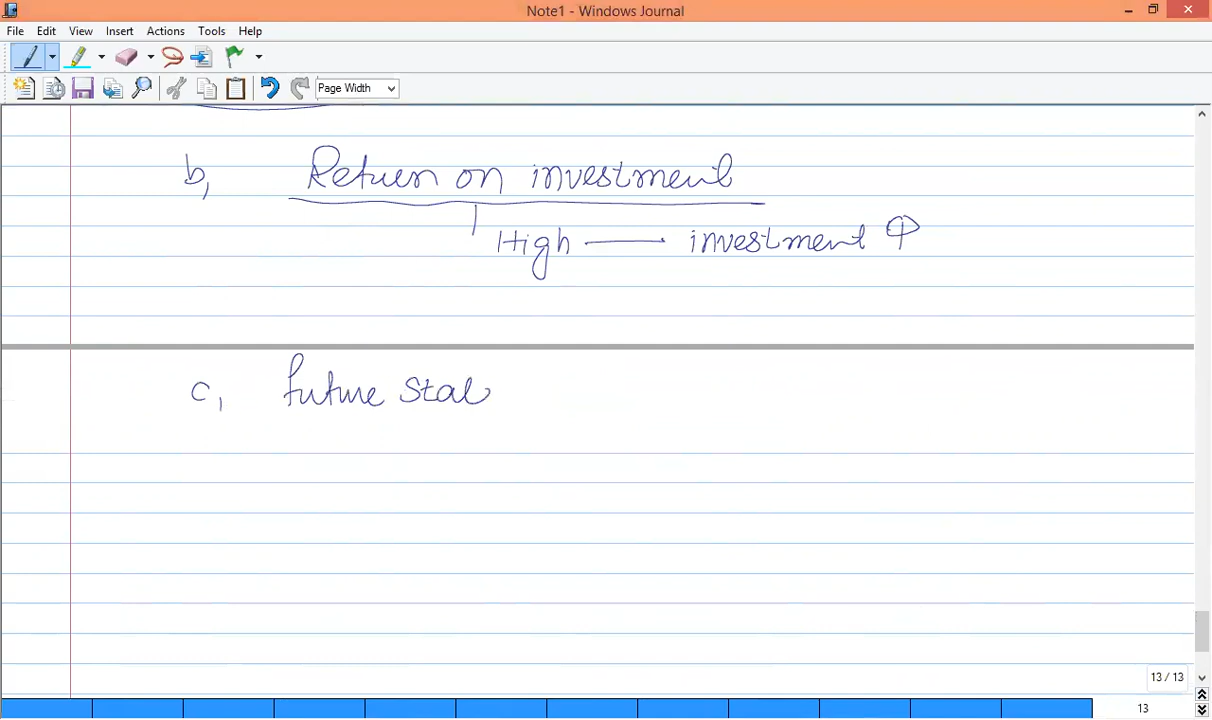 Note1 - Windows Journal
File Edit View Insert Actions Tools Help
Page Width
b, Return on investment
High —— investment
c, future Stat
13 / 13
13